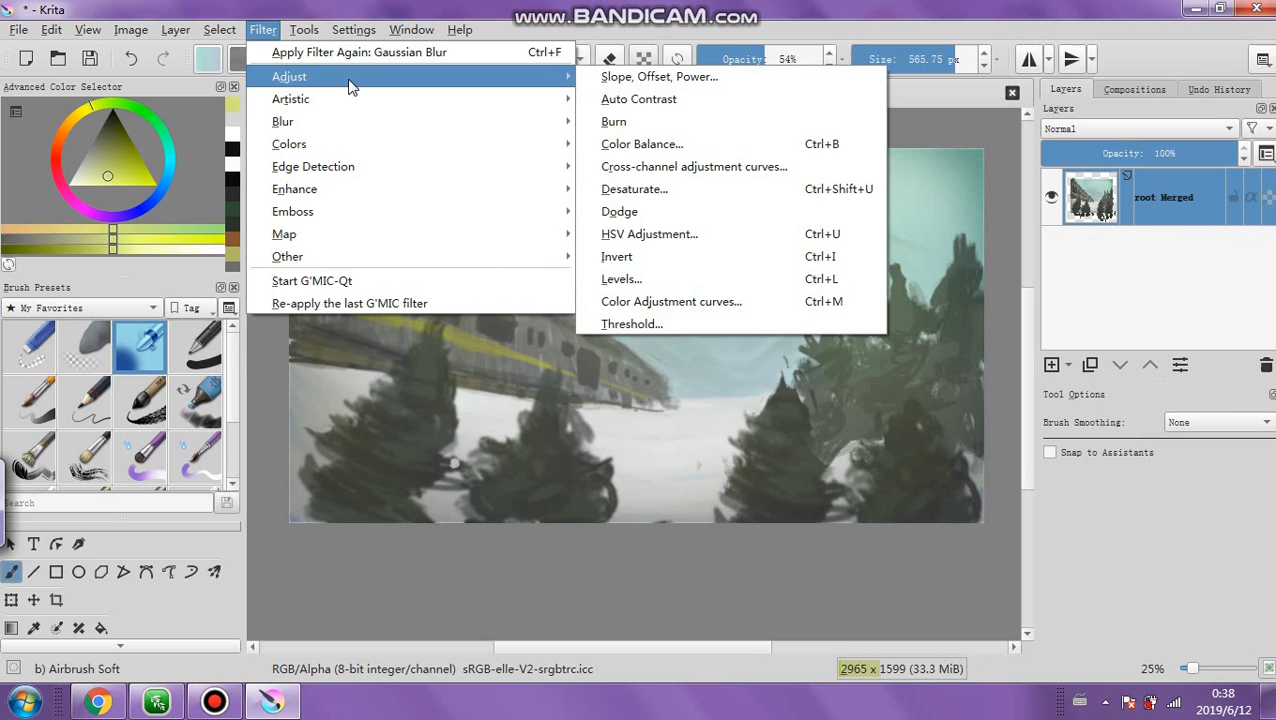 * - Krita
WWW.BANDICAM.COM
File Edit View Image Layer Select Filter Tools Settings Window Help
Opacity: 54% Size: 565.75 px
Apply Filter Again: Gaussian Blur Ctrl+F
Adjust
Artistic
Blur
Colors
Edge Detection
Enhance
Emboss
Map
Other
Start G'MIC-Qt
Re-apply the last G'MIC filter
Slope, Offset, Power...
Auto Contrast
Burn
Color Balance... Ctrl+B
Cross-channel adjustment curves...
Desaturate... Ctrl+Shift+U
Dodge
HSV Adjustment... Ctrl+U
Invert Ctrl+I
Levels... Ctrl+L
Color Adjustment curves... Ctrl+M
Threshold...
Advanced Color Selector
Brush Presets
My Favorites Tag
Search
Layers Compositions Undo History
Layers
Normal
Opacity: 100%
root Merged
Tool Options
Brush Smoothing: None
Snap to Assistants
b) Airbrush Soft RGB/Alpha (8-bit integer/channel) sRGB-elle-V2-srgbtrc.icc 2965 x 1599 (33.3 MiB) 25%
0:38
2019/6/12